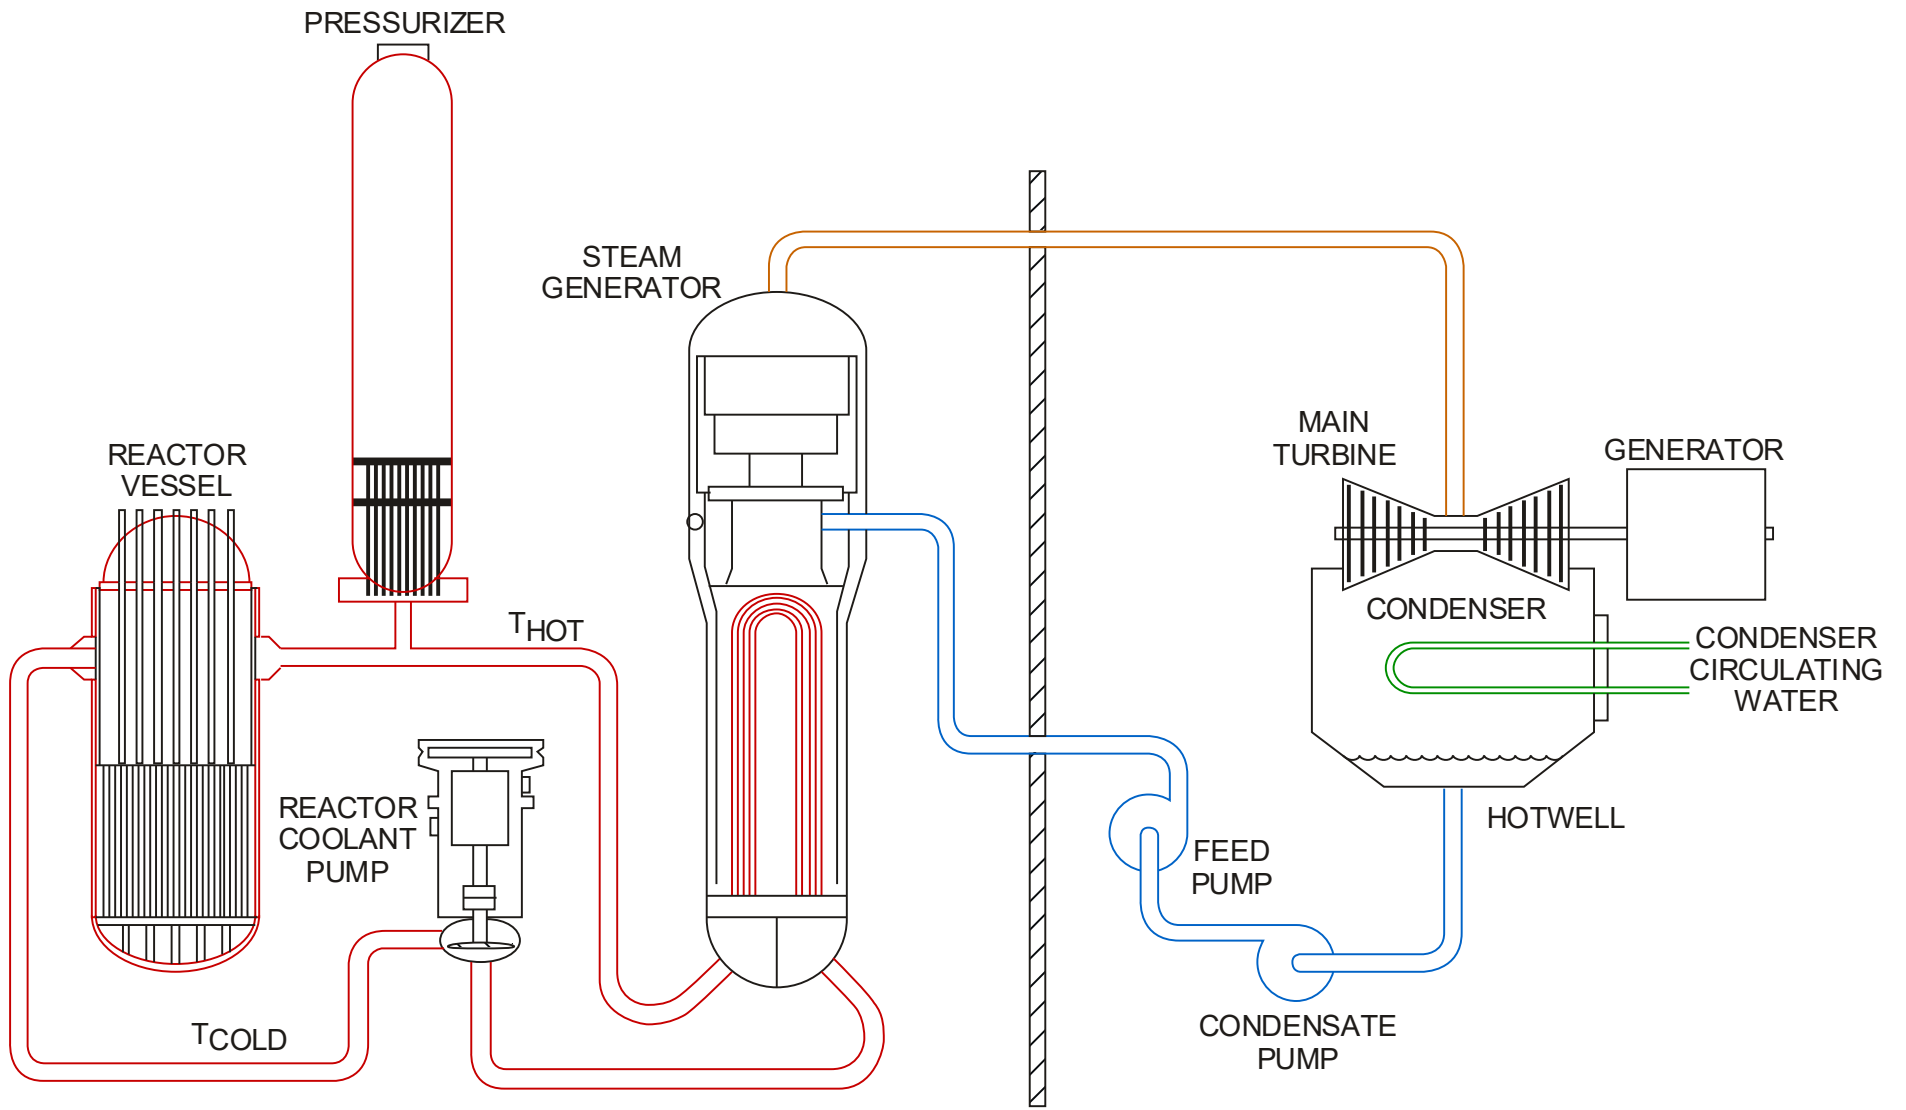 PRESSURIZER
STEAM
GENERATOR
MAIN
TURBINE
GENERATOR
REACTOR
VESSEL
CONDENSER
THOT
CONDENSER
CIRCULATING
WATER
REACTOR
COOLANT
PUMP
HOTWELL
FEED
PUMP
TCOLD
CONDENSATE
PUMP